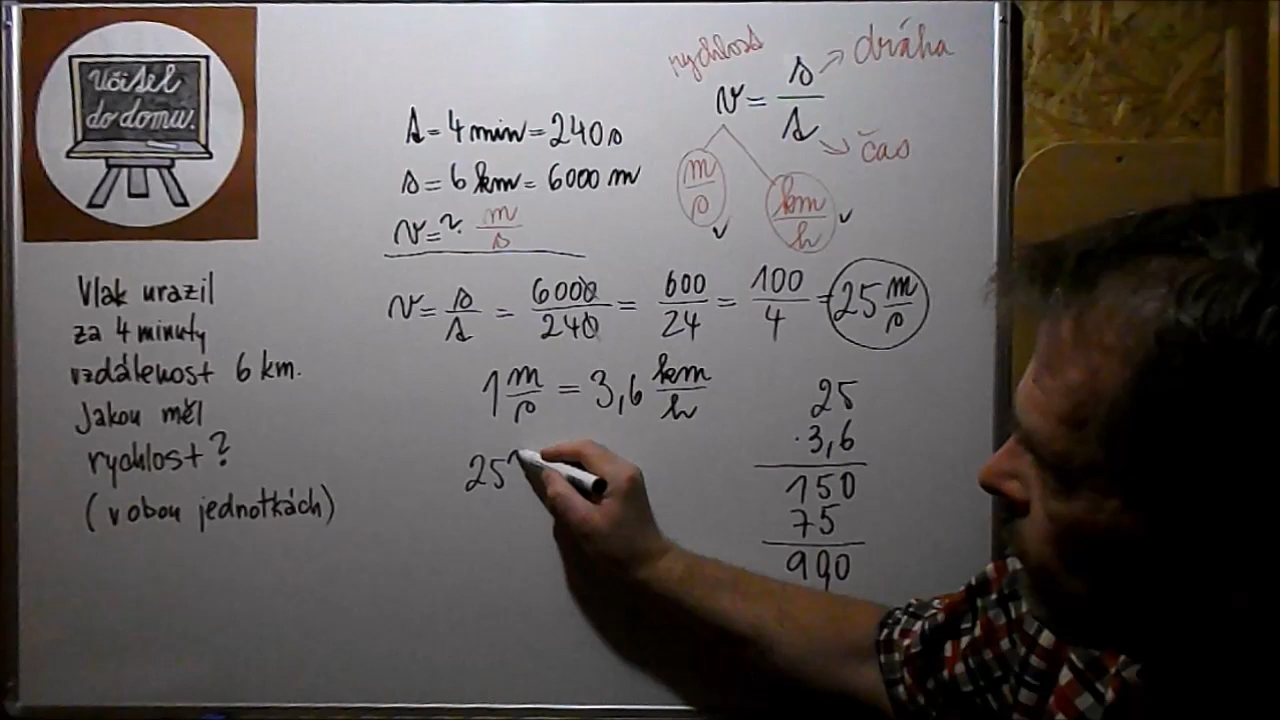 Učitel
do domu.
Vlak urazil
za 4 minuty
vzdálenost 6 km.
Jakou měl
rychlost?
(v obou jednotkách)
t = 4 min = 240 s
s = 6 km = 6000 m
v = ? m/s
rychlost
v = s/t
dráha
čas
m/s
km/h
v = s/t = 6000/240 = 600/24 = 100/4 = 25 m/s
1 m/s = 3,6 km/h
25
25
·3,6
150
75
990